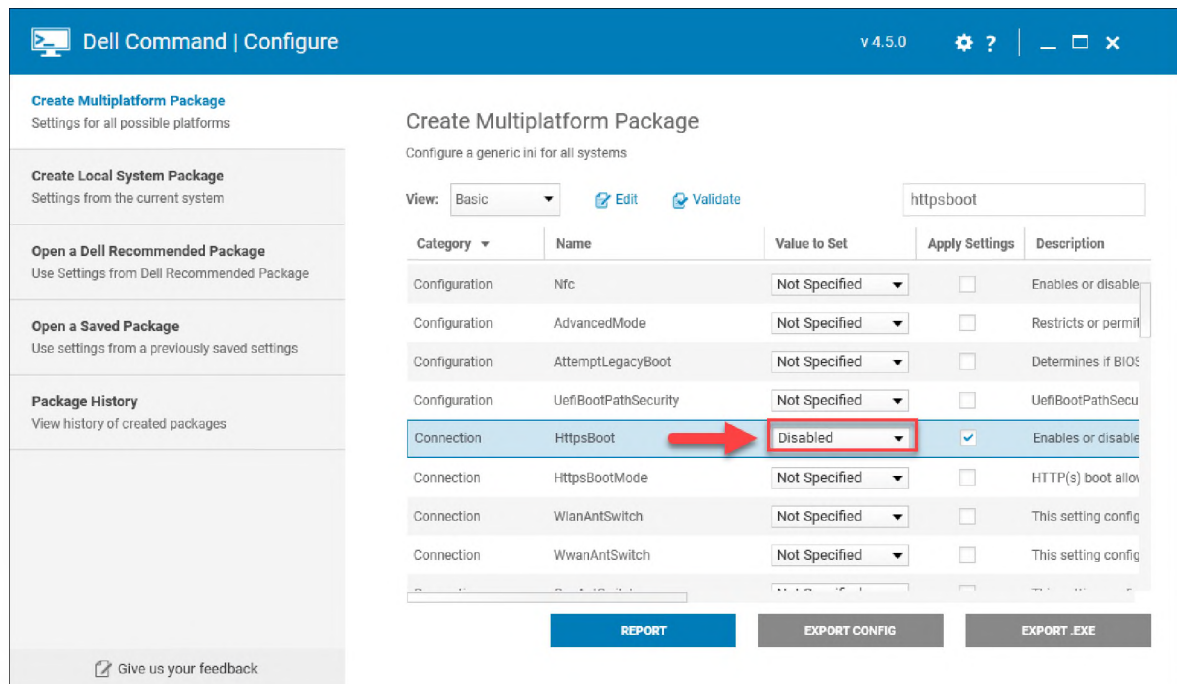 Dell Command | Configure
v 4.5.0
?
Create Multiplatform Package
Settings for all possible platforms
Create Local System Package
Settings from the current system
Open a Dell Recommended Package
Use Settings from Dell Recommended Package
Open a Saved Package
Use settings from a previously saved settings
Package History
View history of created packages
Give us your feedback
Create Multiplatform Package
Configure a generic ini for all systems
View: Basic Edit Validate httpsboot
Category Name Value to Set Apply Settings Description
Configuration Nfc Not Specified Enables or disable
Configuration AdvancedMode Not Specified Restricts or permit
Configuration AttemptLegacyBoot Not Specified Determines if BIOS
Configuration UefiBootPathSecurity Not Specified UefiBootPathSecu
Connection HttpsBoot Disabled Enables or disable
Connection HttpsBootMode Not Specified HTTP(s) boot allow
Connection WlanAntSwitch Not Specified This setting config
Connection WwanAntSwitch Not Specified This setting config
REPORT EXPORT CONFIG EXPORT .EXE